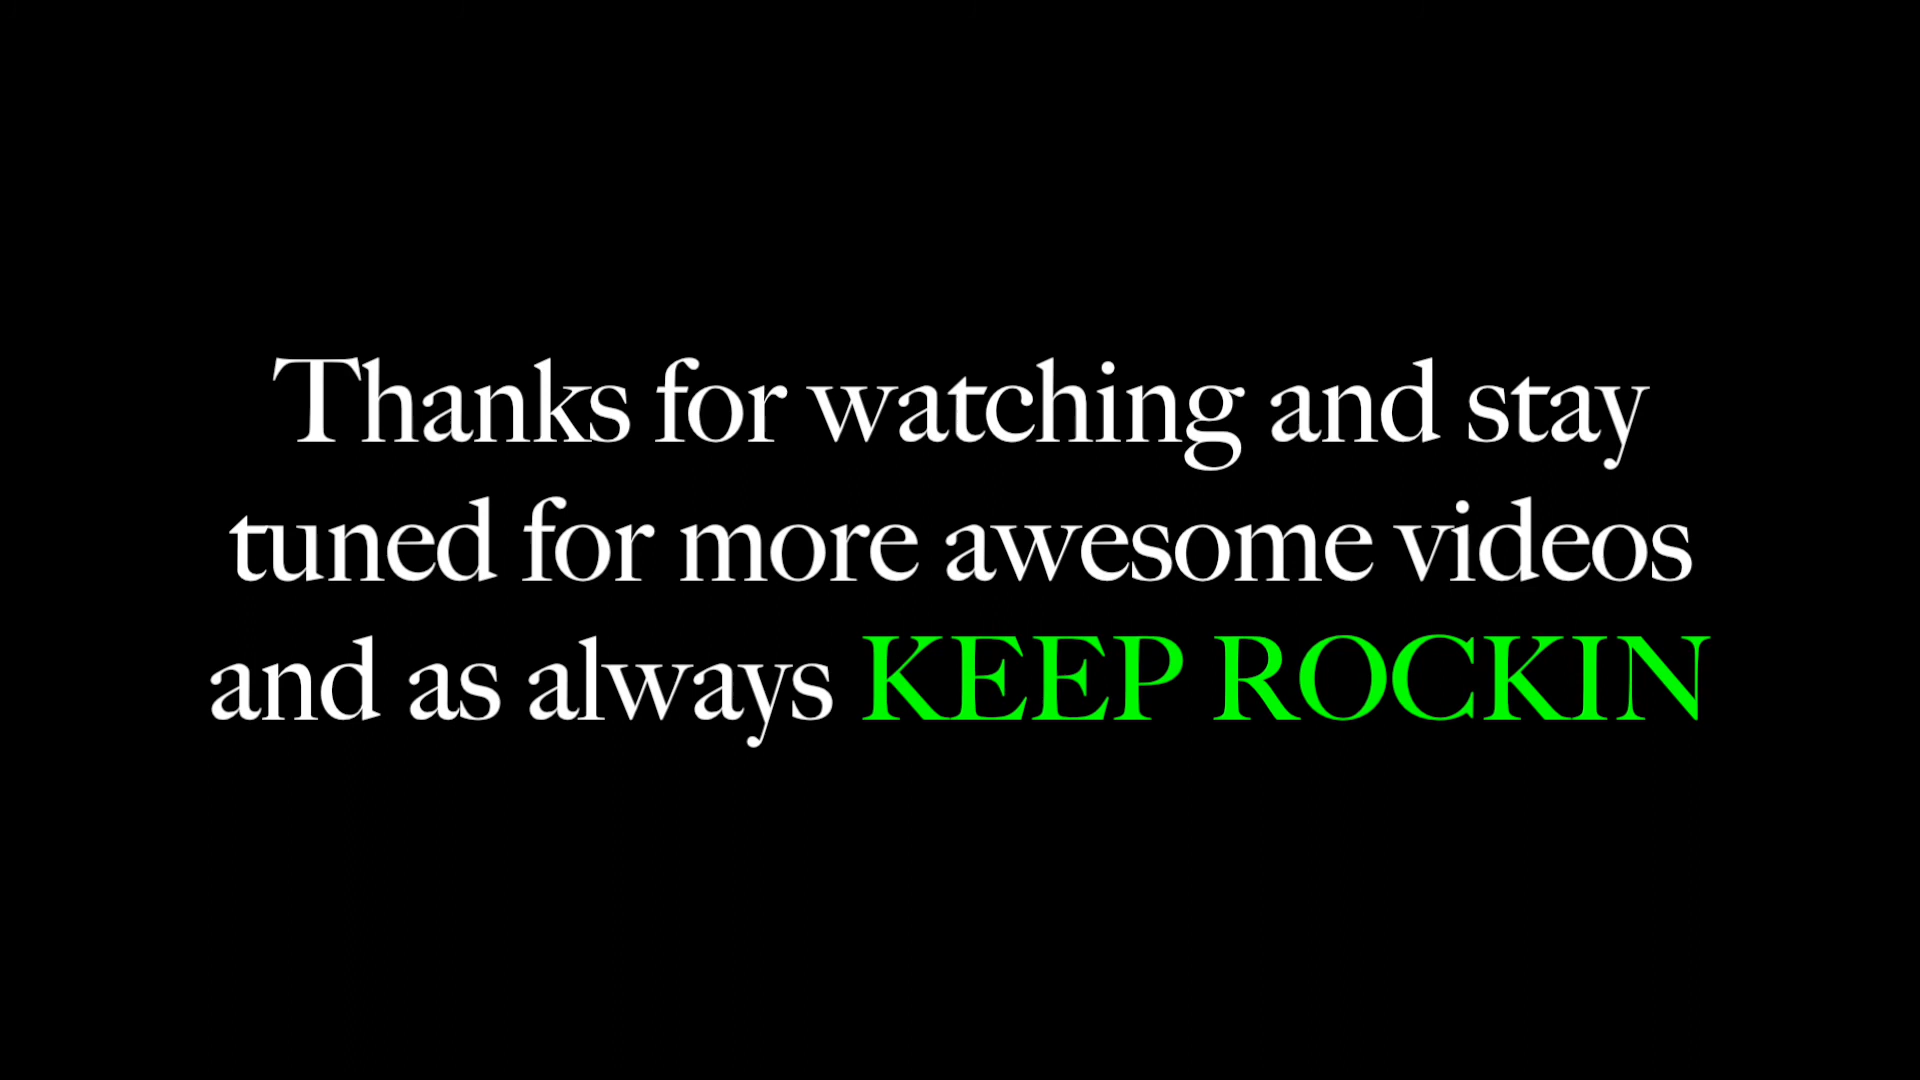 Thanks for watching and stay
tuned for more awesome videos
and as always KEEP ROCKIN